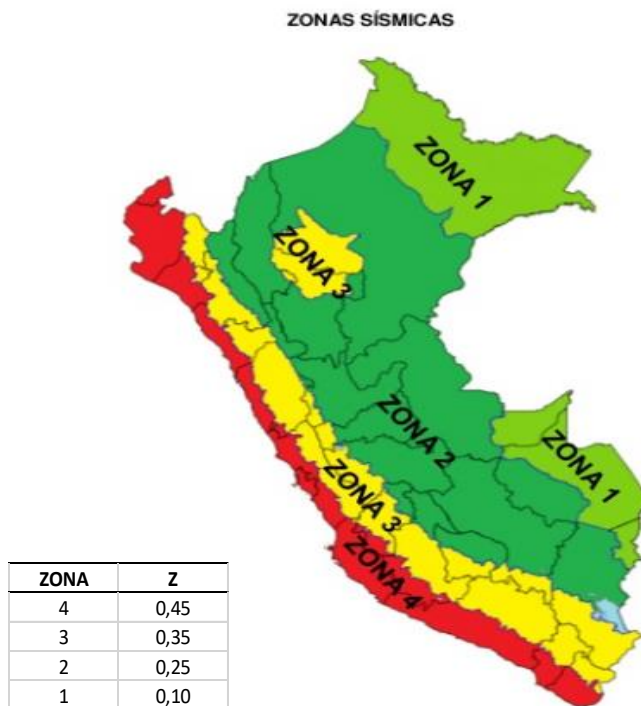 ZONAS SÍSMICAS
ZONA 1
ZONA 3
ZONA 2
ZONA 1
ZONA 3
ZONA 4
ZONA Z
4 0,45
3 0,35
2 0,25
1 0,10